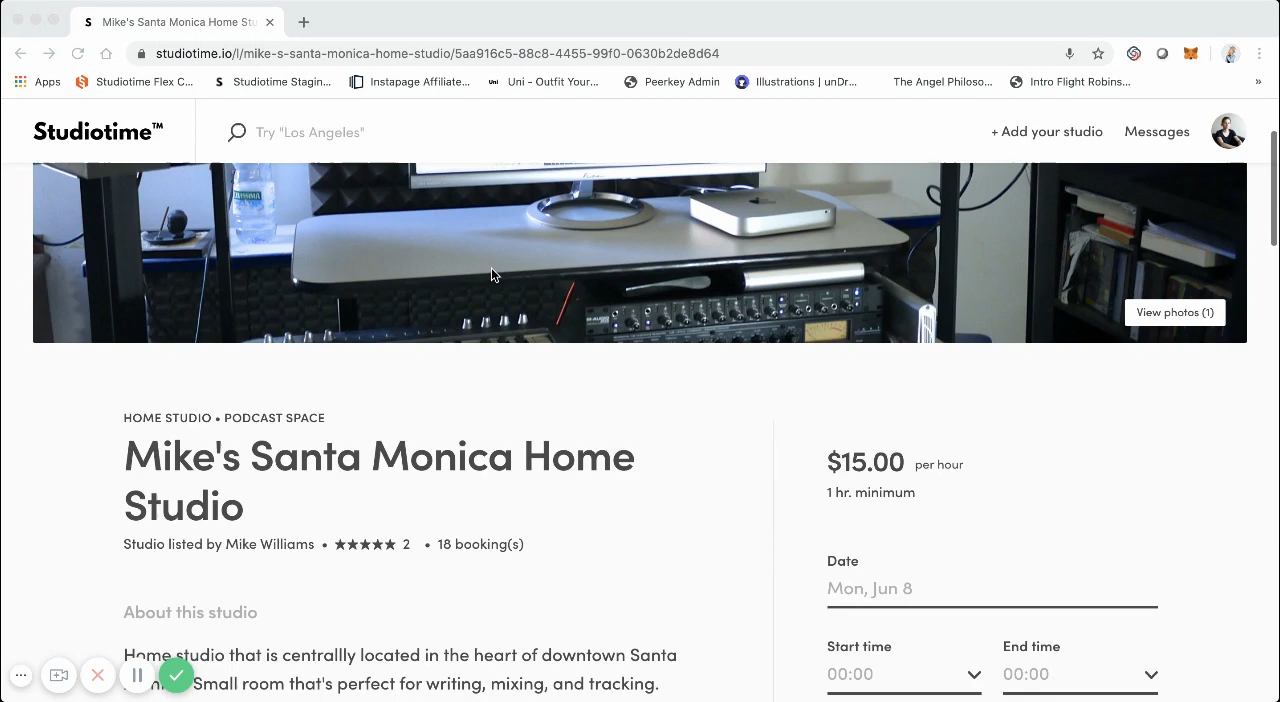 S Mike's Santa Monica Home Stu
studiotime.io/l/mike-s-santa-monica-home-studio/5aa916c5-88c8-4455-99f0-0630b2de8d64
Apps Studiotime Flex C... S Studiotime Staging... Instapage Affiliate... Uni Uni - Outfit Your... Peerkey Admin Illustrations | unDr... The Angel Philoso... Intro Flight Robins... »
Studiotime™ Try "Los Angeles" + Add your studio Messages
View photos (1)
HOME STUDIO • PODCAST SPACE
Mike's Santa Monica Home
Studio
Studio listed by Mike Williams • ★★★★★ 2 • 18 booking(s)
About this studio
Home studio that is centrallly located in the heart of downtown Santa
Small room that's perfect for writing, mixing, and tracking.
$15.00 per hour
1 hr. minimum
Date
Mon, Jun 8
Start time End time
00:00 00:00